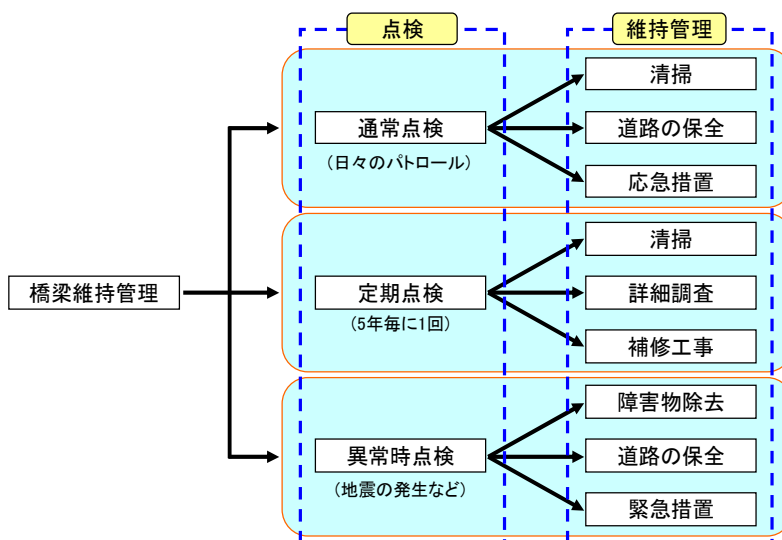 点検
維持管理
橋梁維持管理
通常点検
(日々のパトロール)
清掃
道路の保全
応急措置
定期点検
(5年毎に1回)
清掃
詳細調査
補修工事
異常時点検
(地震の発生など)
障害物除去
道路の保全
緊急措置